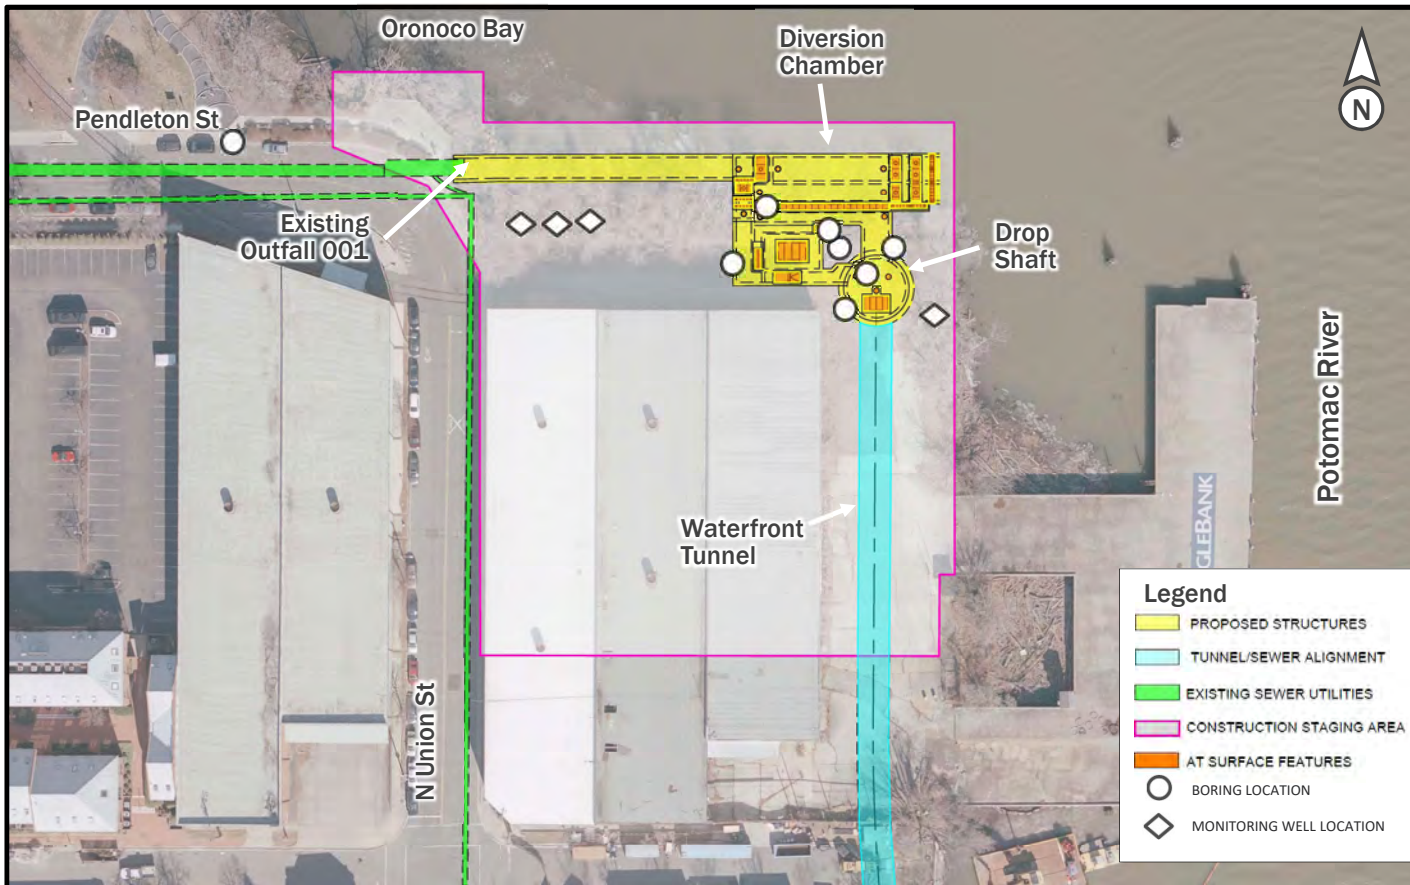 Oronoco Bay
Diversion
Chamber
N
Pendleton St
Existing
Outfall 001
Drop
Shaft
Potomac River
Waterfront
Tunnel
GLEBANK
N Union St
Legend
PROPOSED STRUCTURES
TUNNEL/SEWER ALIGNMENT
EXISTING SEWER UTILITIES
CONSTRUCTION STAGING AREA
AT SURFACE FEATURES
BORING LOCATION
MONITORING WELL LOCATION